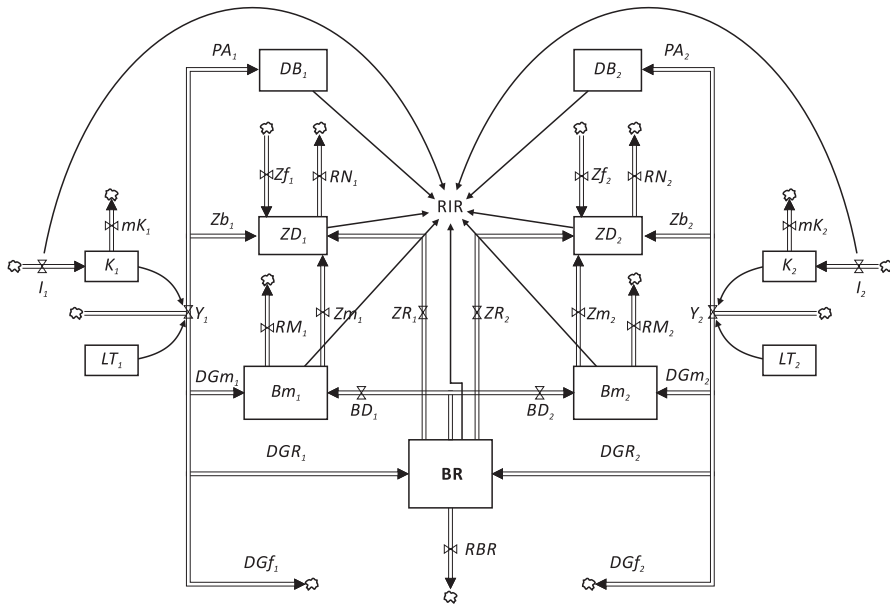 PA₁ DB₁ DB₂ PA₂
Zf₁ RN₁ Zf₂ RN₂
RIR
mK₁ Zb₁ ZD₁ ZD₂ Zb₂ mK₂
K₁ K₂
I₁ I₂
Y₁ RM₁ Zm₁ ZR₁ ZR₂ Zm₂ RM₂ Y₂
LT₁ LT₂
DGm₁ Bm₁ Bm₂ DGm₂
BD₁ BD₂
DGR₁ DGR₂
BR
RBR
DGf₁ DGf₂